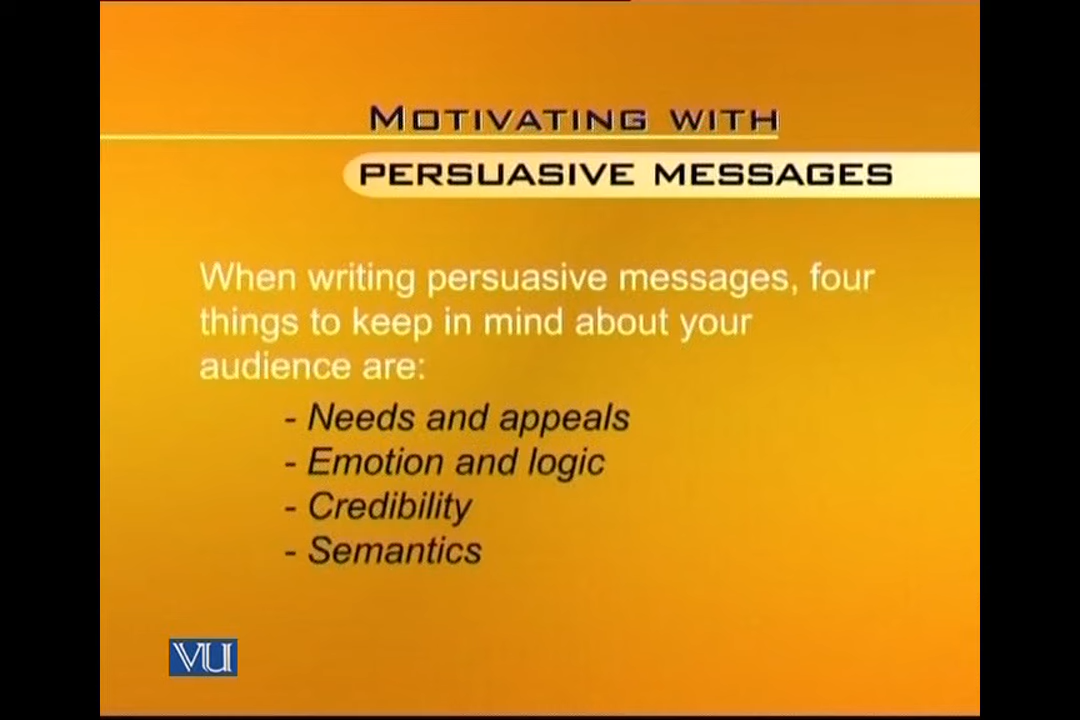 MOTIVATING WITH
PERSUASIVE MESSAGES
When writing persuasive messages, four
things to keep in mind about your
audience are:
- Needs and appeals
- Emotion and logic
- Credibility
- Semantics
VU